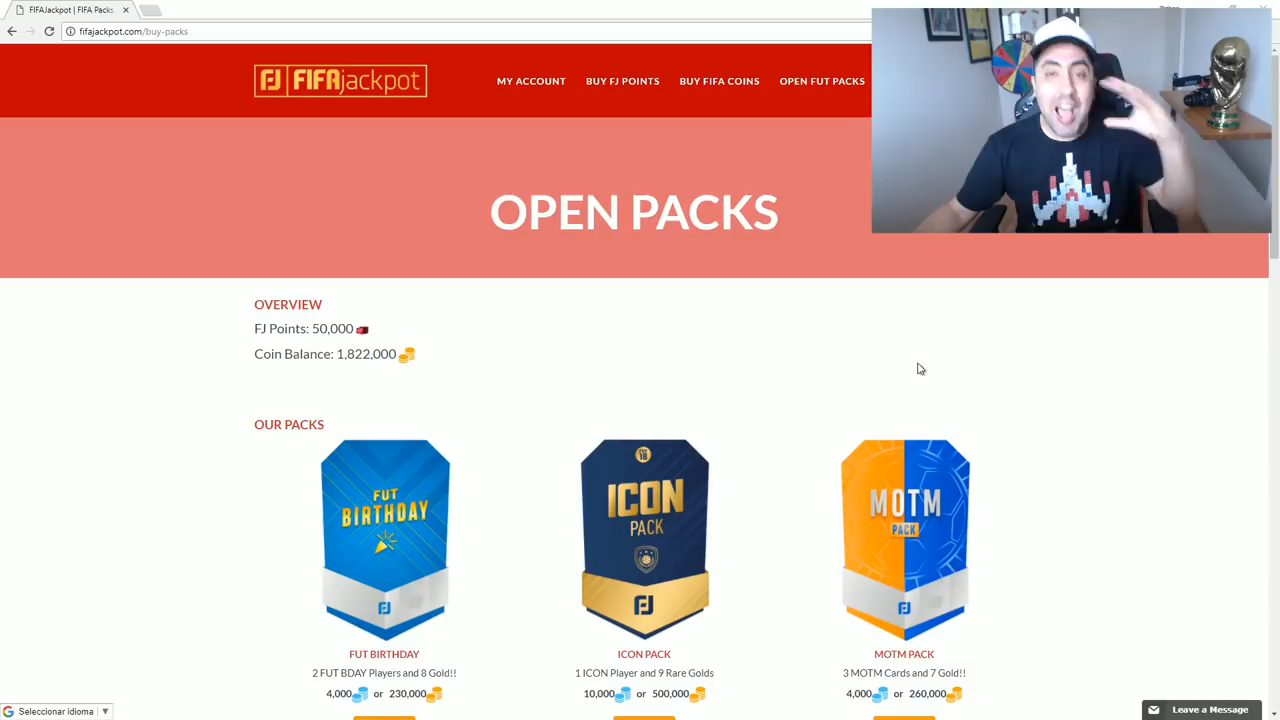 FIFAJackpot | FIFA Packs
fifajackpot.com/buy-packs
FJ FIFAjackpot
MY ACCOUNT BUY FJ POINTS BUY FIFA COINS OPEN FUT PACKS
OPEN PACKS
OVERVIEW
FJ Points: 50,000
Coin Balance: 1,822,000
OUR PACKS
FUT
BIRTHDAY
FJ
FUT BIRTHDAY
2 FUT BDAY Players and 8 Gold!!
4,000 or 230,000
ICON
PACK
FJ
ICON PACK
1 ICON Player and 9 Rare Golds
10,000 or 500,000
MOTM
PACK
FJ
MOTM PACK
3 MOTM Cards and 7 Gold!!
4,000 or 260,000
G Seleccionar idioma ▼
Leave a Message